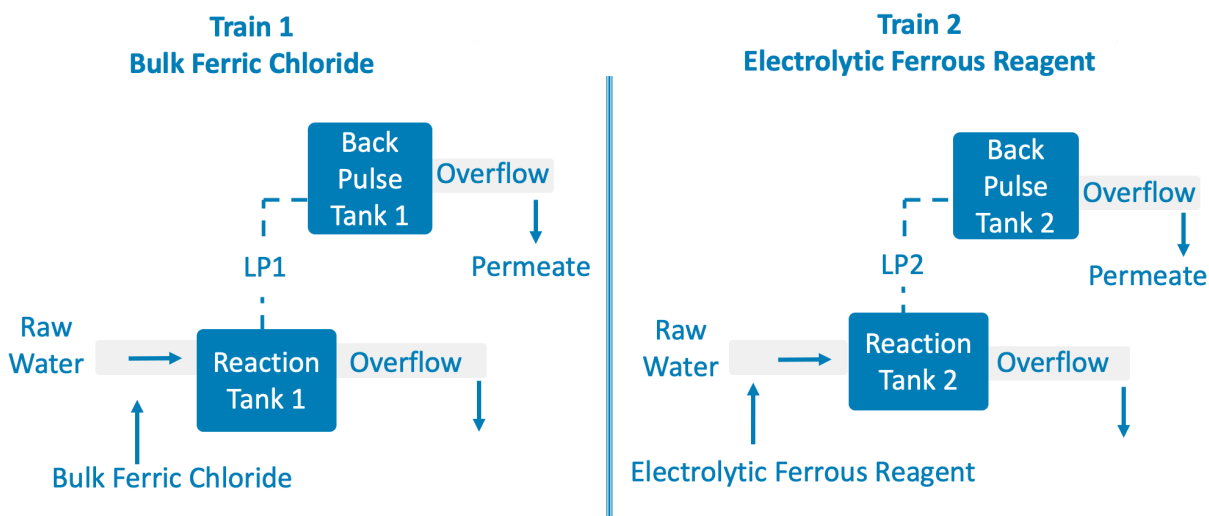 Train 1
Bulk Ferric Chloride
Back
Pulse
Tank 1
Overflow
LP1
Permeate
Raw
Water
Reaction
Tank 1
Overflow
Bulk Ferric Chloride
Train 2
Electrolytic Ferrous Reagent
Back
Pulse
Tank 2
Overflow
LP2
Permeate
Raw
Water
Reaction
Tank 2
Overflow
Electrolytic Ferrous Reagent